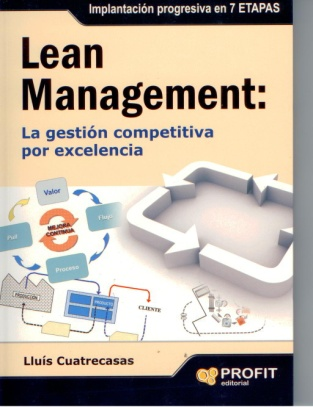 Implantación progresiva en 7 ETAPAS
Lean
Management:
La gestión competitiva
por excelencia
Valor
Flujo
Pull
MEJORA
CONTINUA
Proceso
PRODUCCIÓN
PRODUCTO
CLIENTE
Lluís Cuatrecasas
PROFIT
editorial